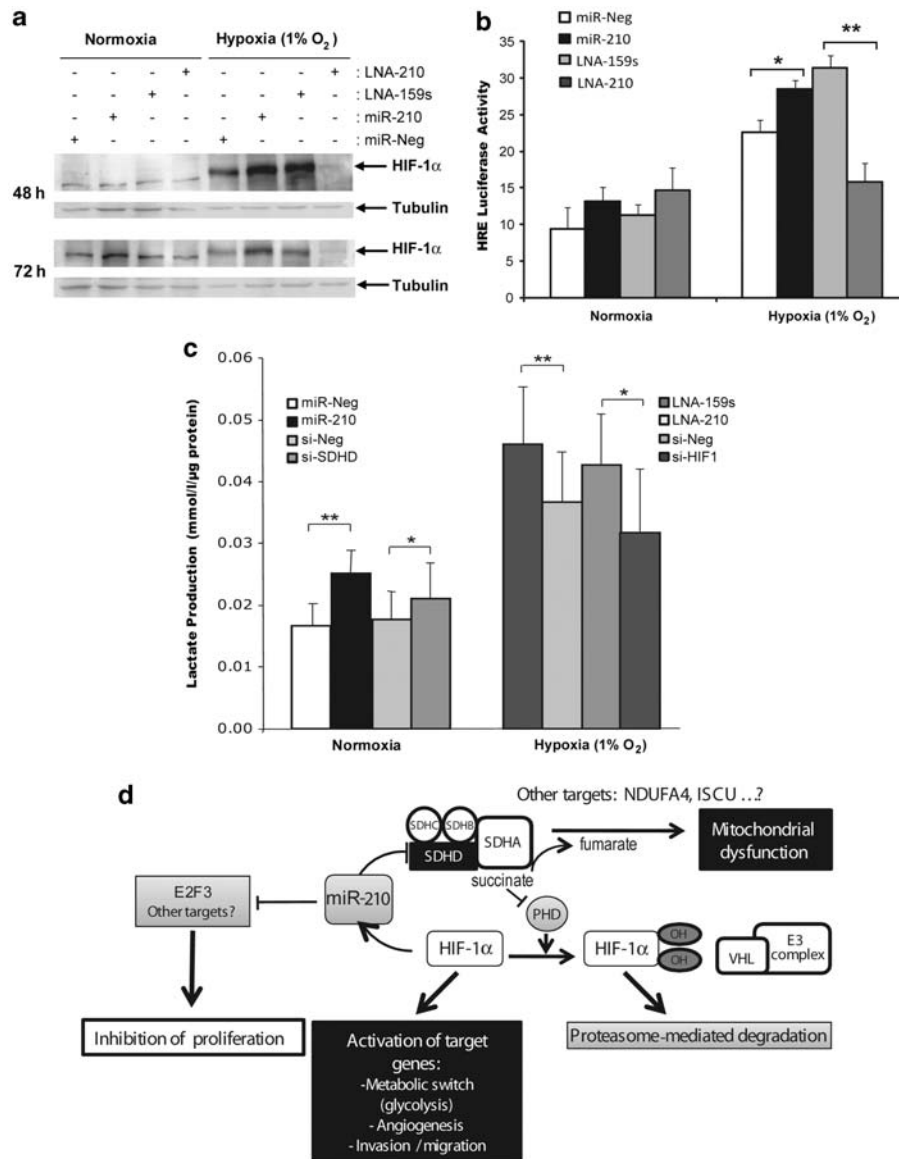 a
Normoxia
Hypoxia (1% O₂)
- - - + - - - + : LNA-210
- - + - - - + - : LNA-159s
- + - - - + - - : miR-210
+ - - - + - - - : miR-Neg
48 h
HIF-1α
Tubulin
72 h
HIF-1α
Tubulin
b
HRE Luciferase Activity
35
30
25
20
15
10
5
0
miR-Neg
miR-210
LNA-159s
LNA-210
*
**
Normoxia
Hypoxia (1% O₂)
c
Lactate Production (mmol/l/µg protein)
0.06
0.05
0.04
0.03
0.02
0.01
0.00
miR-Neg
miR-210
si-Neg
si-SDHD
**
*
**
*
LNA-159s
LNA-210
si-Neg
si-HIF1
Normoxia
Hypoxia (1% O₂)
d
Other targets: NDUFA4, ISCU ...?
SDHC
SDHB
SDHA
SDHD
succinate
fumarate
Mitochondrial
dysfunction
E2F3
Other targets?
miR-210
PHD
HIF-1α
HIF-1α
OH
OH
VHL
E3
complex
Inhibition of proliferation
Activation of target
genes:
-Metabolic switch
(glycolysis)
-Angiogenesis
-Invasion /migration
Proteasome-mediated degradation